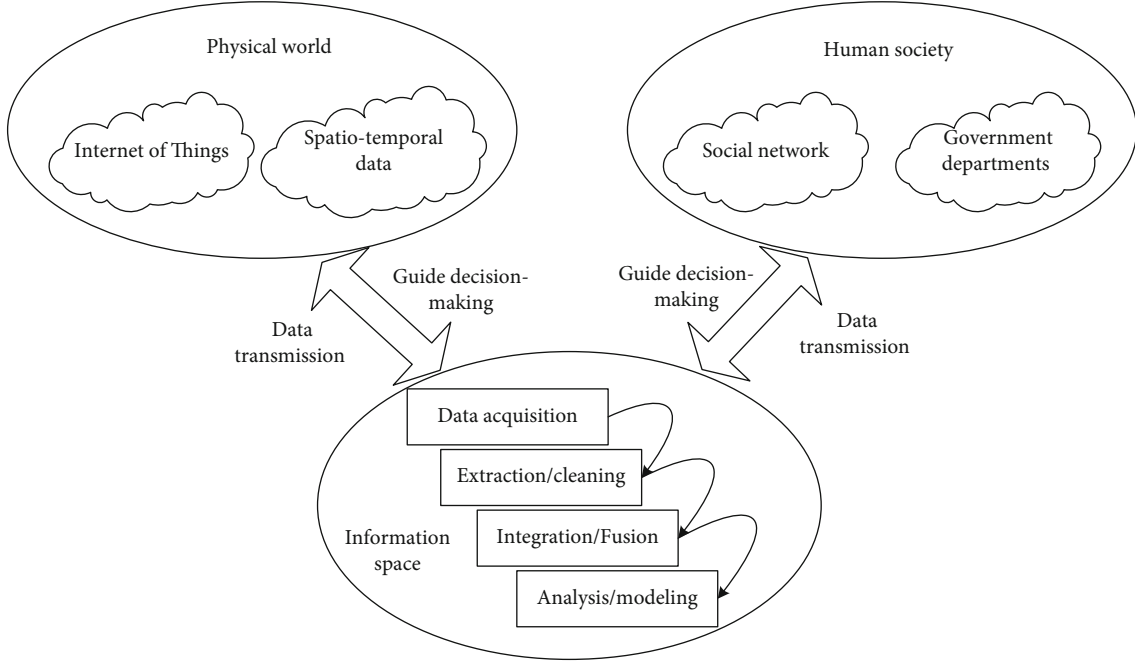 Physical world
Internet of Things
Spatio-temporal
data
Human society
Social network
Government
departments
Guide decision-
making
Data
transmission
Guide decision-
making
Data
transmission
Data acquisition
Extraction/cleaning
Integration/Fusion
Analysis/modeling
Information
space